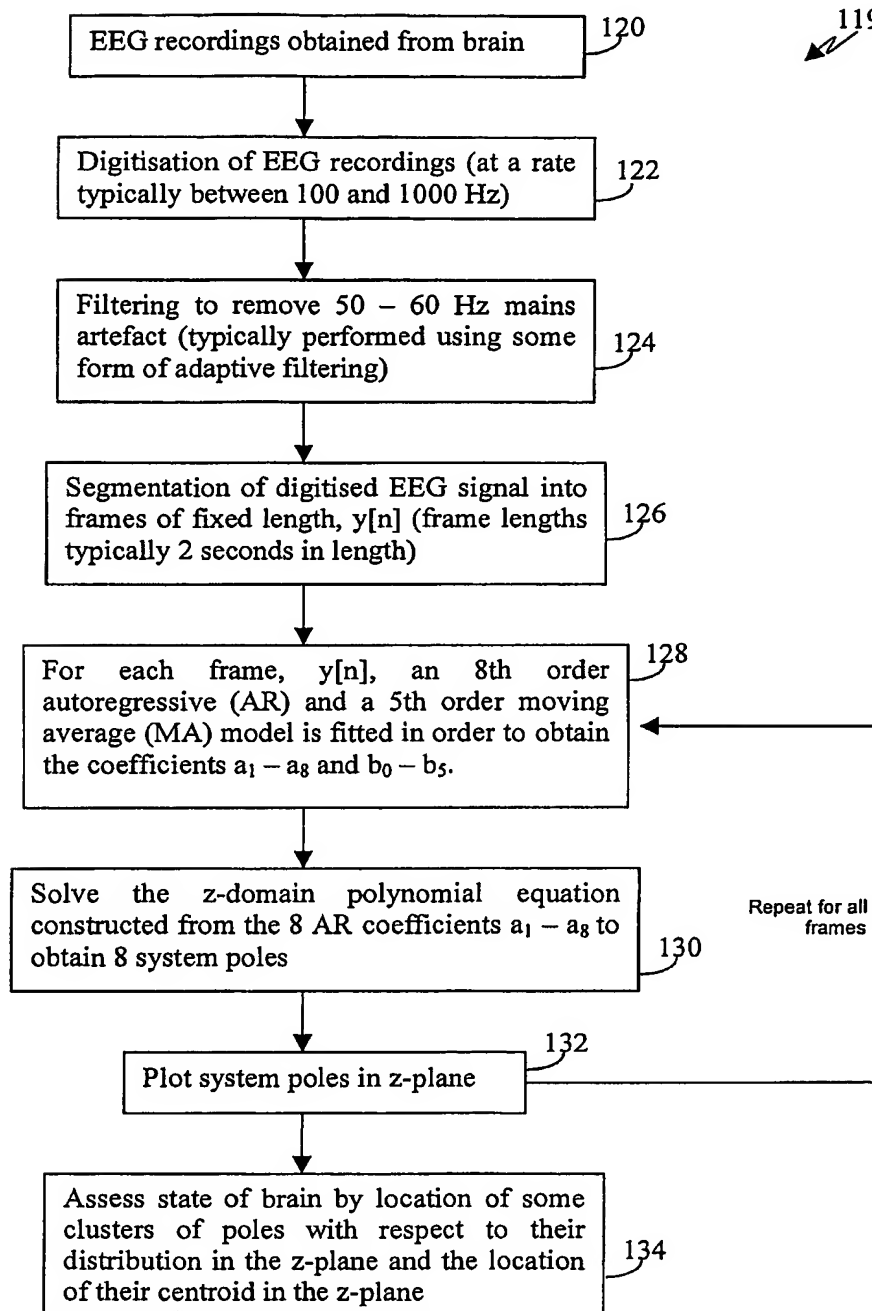 119
EEG recordings obtained from brain
120
Digitisation of EEG recordings (at a rate
typically between 100 and 1000 Hz)
122
Filtering to remove 50 – 60 Hz mains
artefact (typically performed using some
form of adaptive filtering)
124
Segmentation of digitised EEG signal into
frames of fixed length, y[n] (frame lengths
typically 2 seconds in length)
126
128
For each frame, y[n], an 8th order
autoregressive (AR) and a 5th order moving
average (MA) model is fitted in order to obtain
the coefficients a₁ – a₈ and b₀ – b₅.
Solve the z-domain polynomial equation
constructed from the 8 AR coefficients a₁ – a₈ to
obtain 8 system poles
130
Repeat for all
frames
132
Plot system poles in z-plane
Assess state of brain by location of some
clusters of poles with respect to their
distribution in the z-plane and the location
of their centroid in the z-plane
134